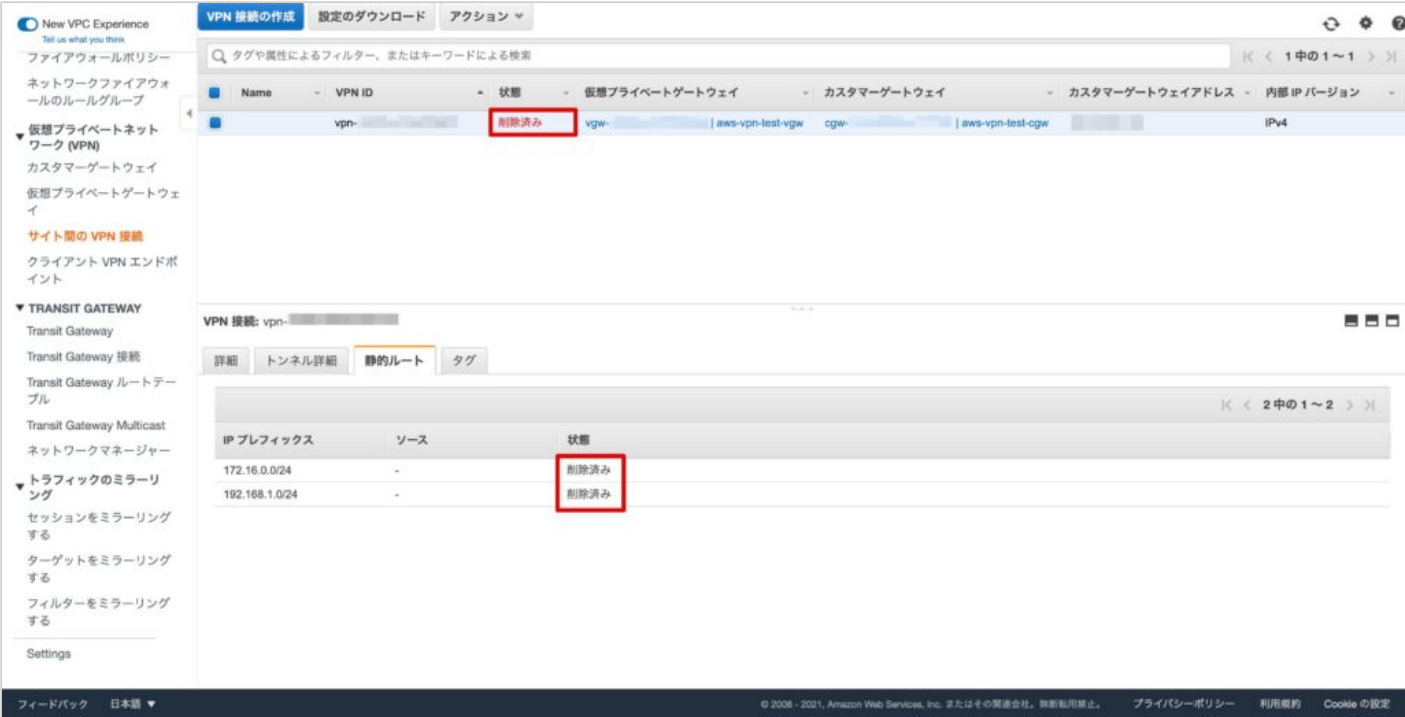 New VPC Experience
Tell us what you think
ファイアウォールポリシー
ネットワークファイアウォ
ールのルールグループ
仮想プライベートネット
ワーク (VPN)
カスタマーゲートウェイ
仮想プライベートゲートウェ
イ
サイト間の VPN 接続
クライアント VPN エンドポ
イント
TRANSIT GATEWAY
Transit Gateway
Transit Gateway 接続
Transit Gateway ルートテー
ブル
Transit Gateway Multicast
ネットワークマネージャー
トラフィックのミラーリ
ング
セッションをミラーリング
する
ターゲットをミラーリング
する
フィルターをミラーリング
する
Settings
VPN 接続の作成 設定のダウンロード アクション
タグや属性によるフィルター、またはキーワードによる検索 1 中の 1 ~ 1
Name VPN ID 状態 仮想プライベートゲートウェイ カスタマーゲートウェイ カスタマーゲートウェイアドレス 内部 IP バージョン
vpn- 削除済み vgw- | aws-vpn-test-vgw cgw- | aws-vpn-test-cgw IPv4
VPN 接続: vpn-
詳細 トンネル詳細 静的ルート タグ
2 中の 1 ~ 2
IP プレフィックス ソース 状態
172.16.0.0/24 - 削除済み
192.168.1.0/24 - 削除済み
フィードバック 日本語 © 2008 - 2021, Amazon Web Services, Inc. またはその関連会社。無断転用禁止。 プライバシーポリシー 利用規約 Cookie の設定